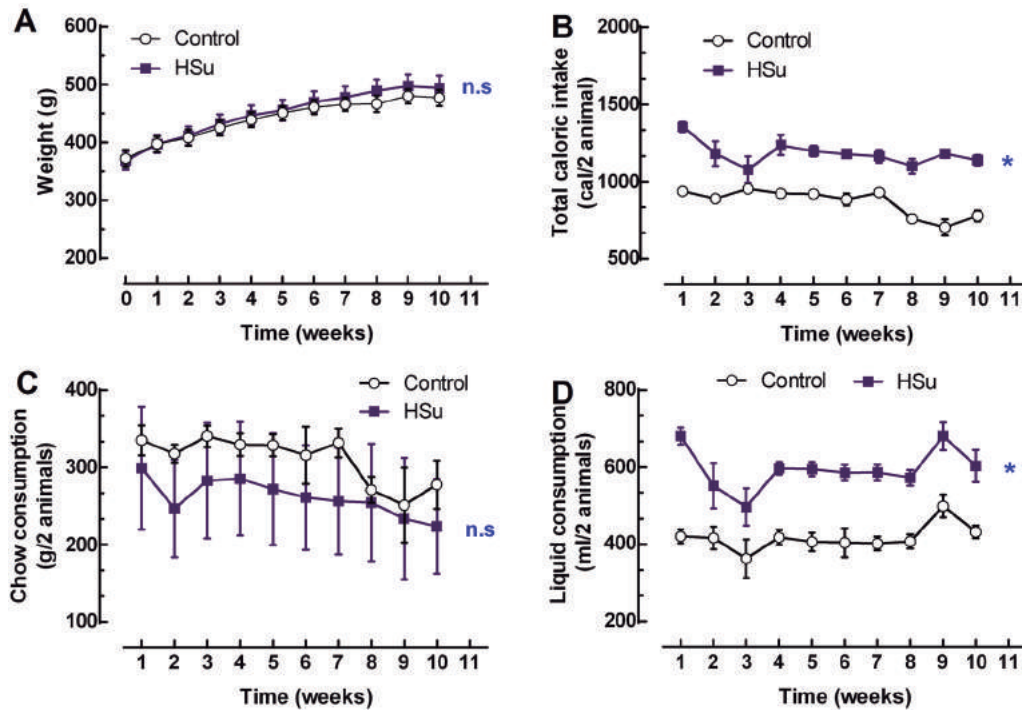 A
Control
HSu
Weight (g)
600
500
400
300
200
n.s
0 1 2 3 4 5 6 7 8 9 10 11
Time (weeks)
B
Control
HSu
Total caloric intake
(cal/2 animal)
2000
1500
1000
500
*
1 2 3 4 5 6 7 8 9 10 11
Time (weeks)
C
Control
HSu
Chow consumption
(g/2 animals)
400
300
200
100
n.s
1 2 3 4 5 6 7 8 9 10 11
Time (weeks)
D
Control HSu
Liquid consumption
(ml/2 animals)
800
600
400
200
*
1 2 3 4 5 6 7 8 9 10 11
Time (weeks)